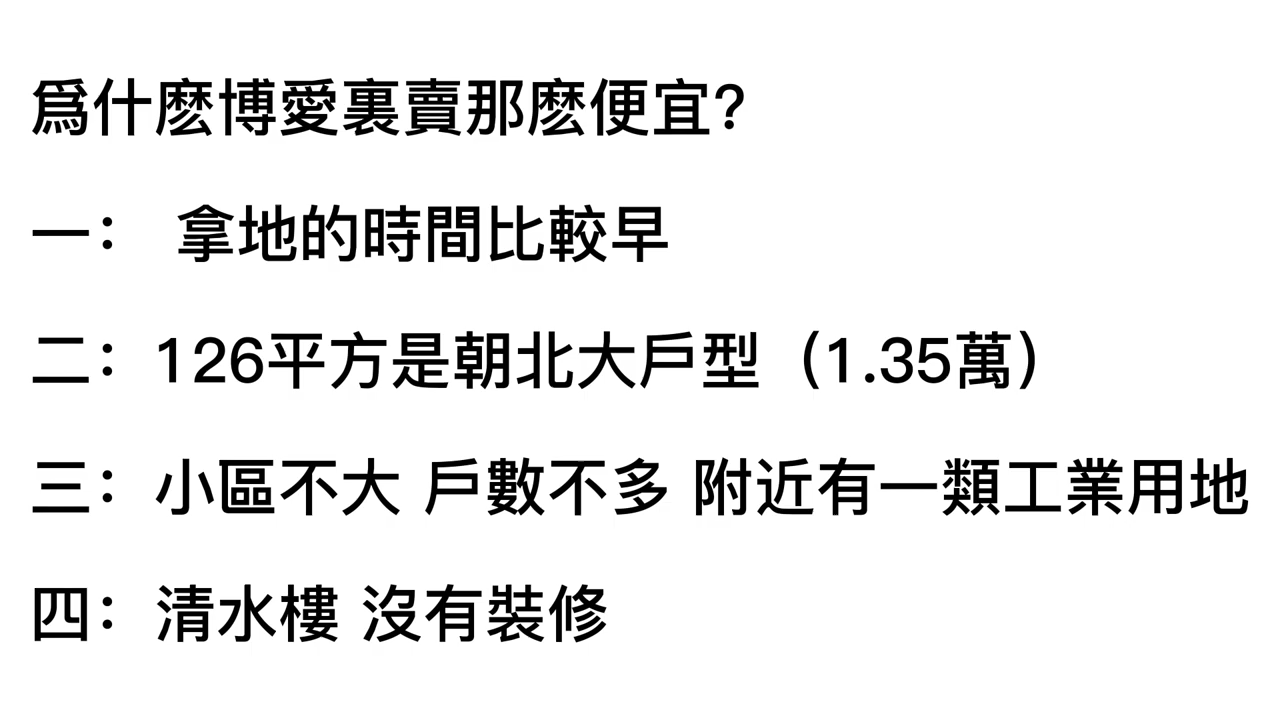 爲什麽博愛裏賣那麽便宜？
一： 拿地的時間比較早
二：126平方是朝北大戶型（1.35萬）
三：小區不大 戶數不多 附近有一類工業用地
四：清水樓 沒有裝修